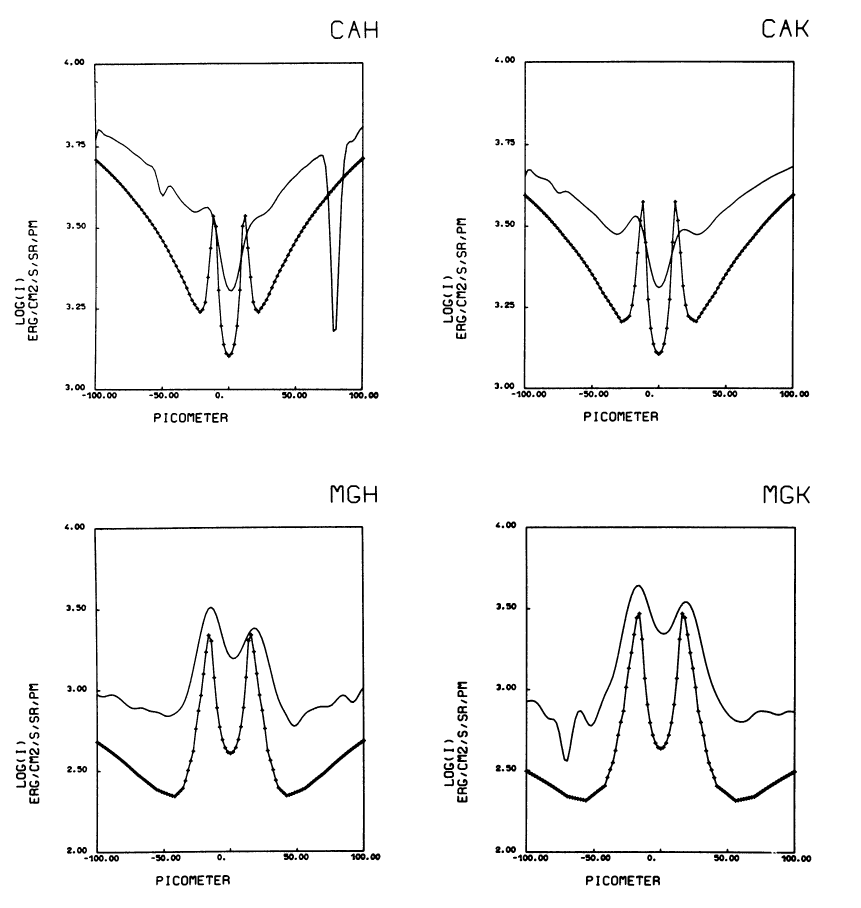 CAH
4.00
3.75
3.50
3.25
3.00
LOG(I)
ERG/CM2/S/SR/PM
-100.00 -50.00 0. 50.00 100.00
PICOMETER
CAK
4.00
3.75
3.50
3.25
3.00
LOG(I)
ERG/CM2/S/SR/PM
-100.00 -50.00 0. 50.00 100.00
PICOMETER
MGH
4.00
3.50
3.00
2.50
2.00
LOG(I)
ERG/CM2/S/SR/PM
-100.00 -50.00 0. 50.00 100.00
PICOMETER
MGK
4.00
3.50
3.00
2.50
2.00
LOG(I)
ERG/CM2/S/SR/PM
-100.00 -50.00 0. 50.00 100.00
PICOMETER